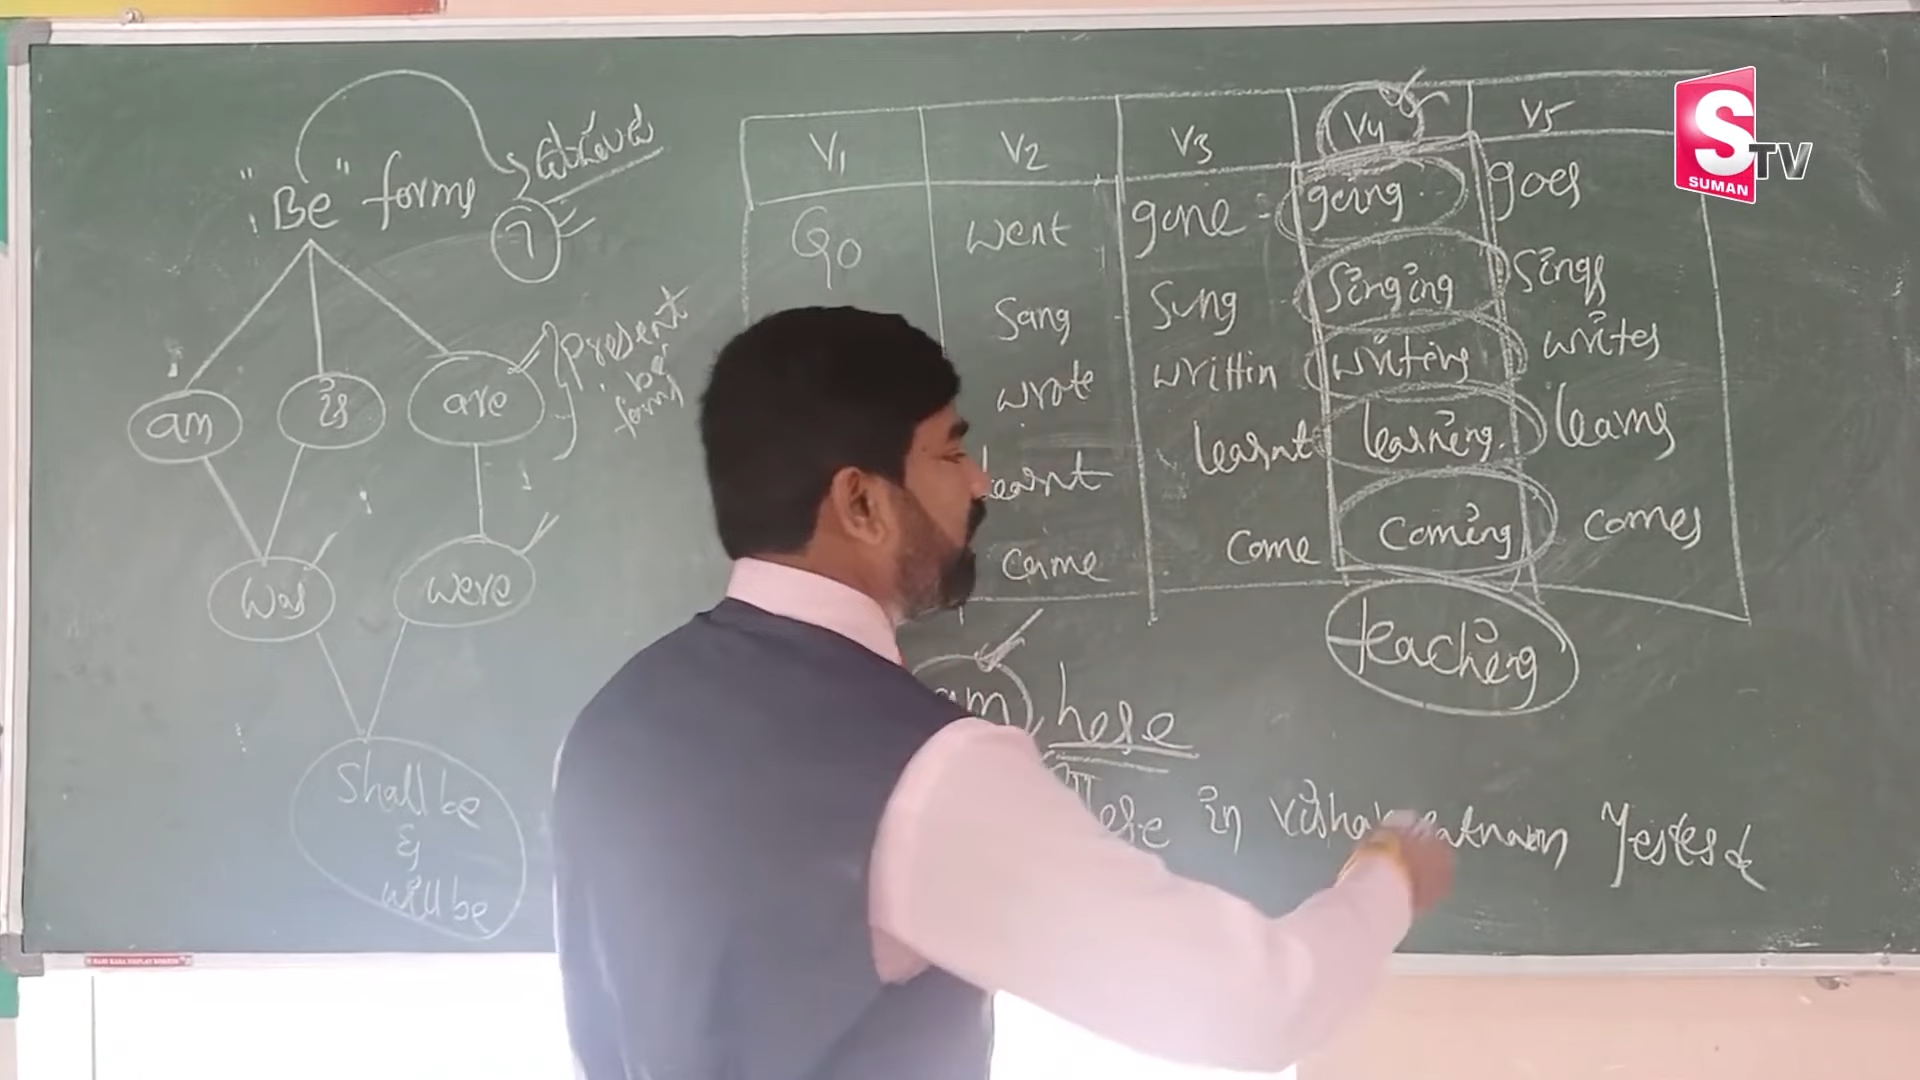 "Be" forms
7
am is are
present
be
forms
was were
Shall be
&
will be
V1 V2 V3 V4 V5
Go went gone going goes
Sang Sung Singing Sings
wrote writtin writing writes
learnt learnt learning learns
came come coming comes
teaching
am here
in
S TV
SUMAN